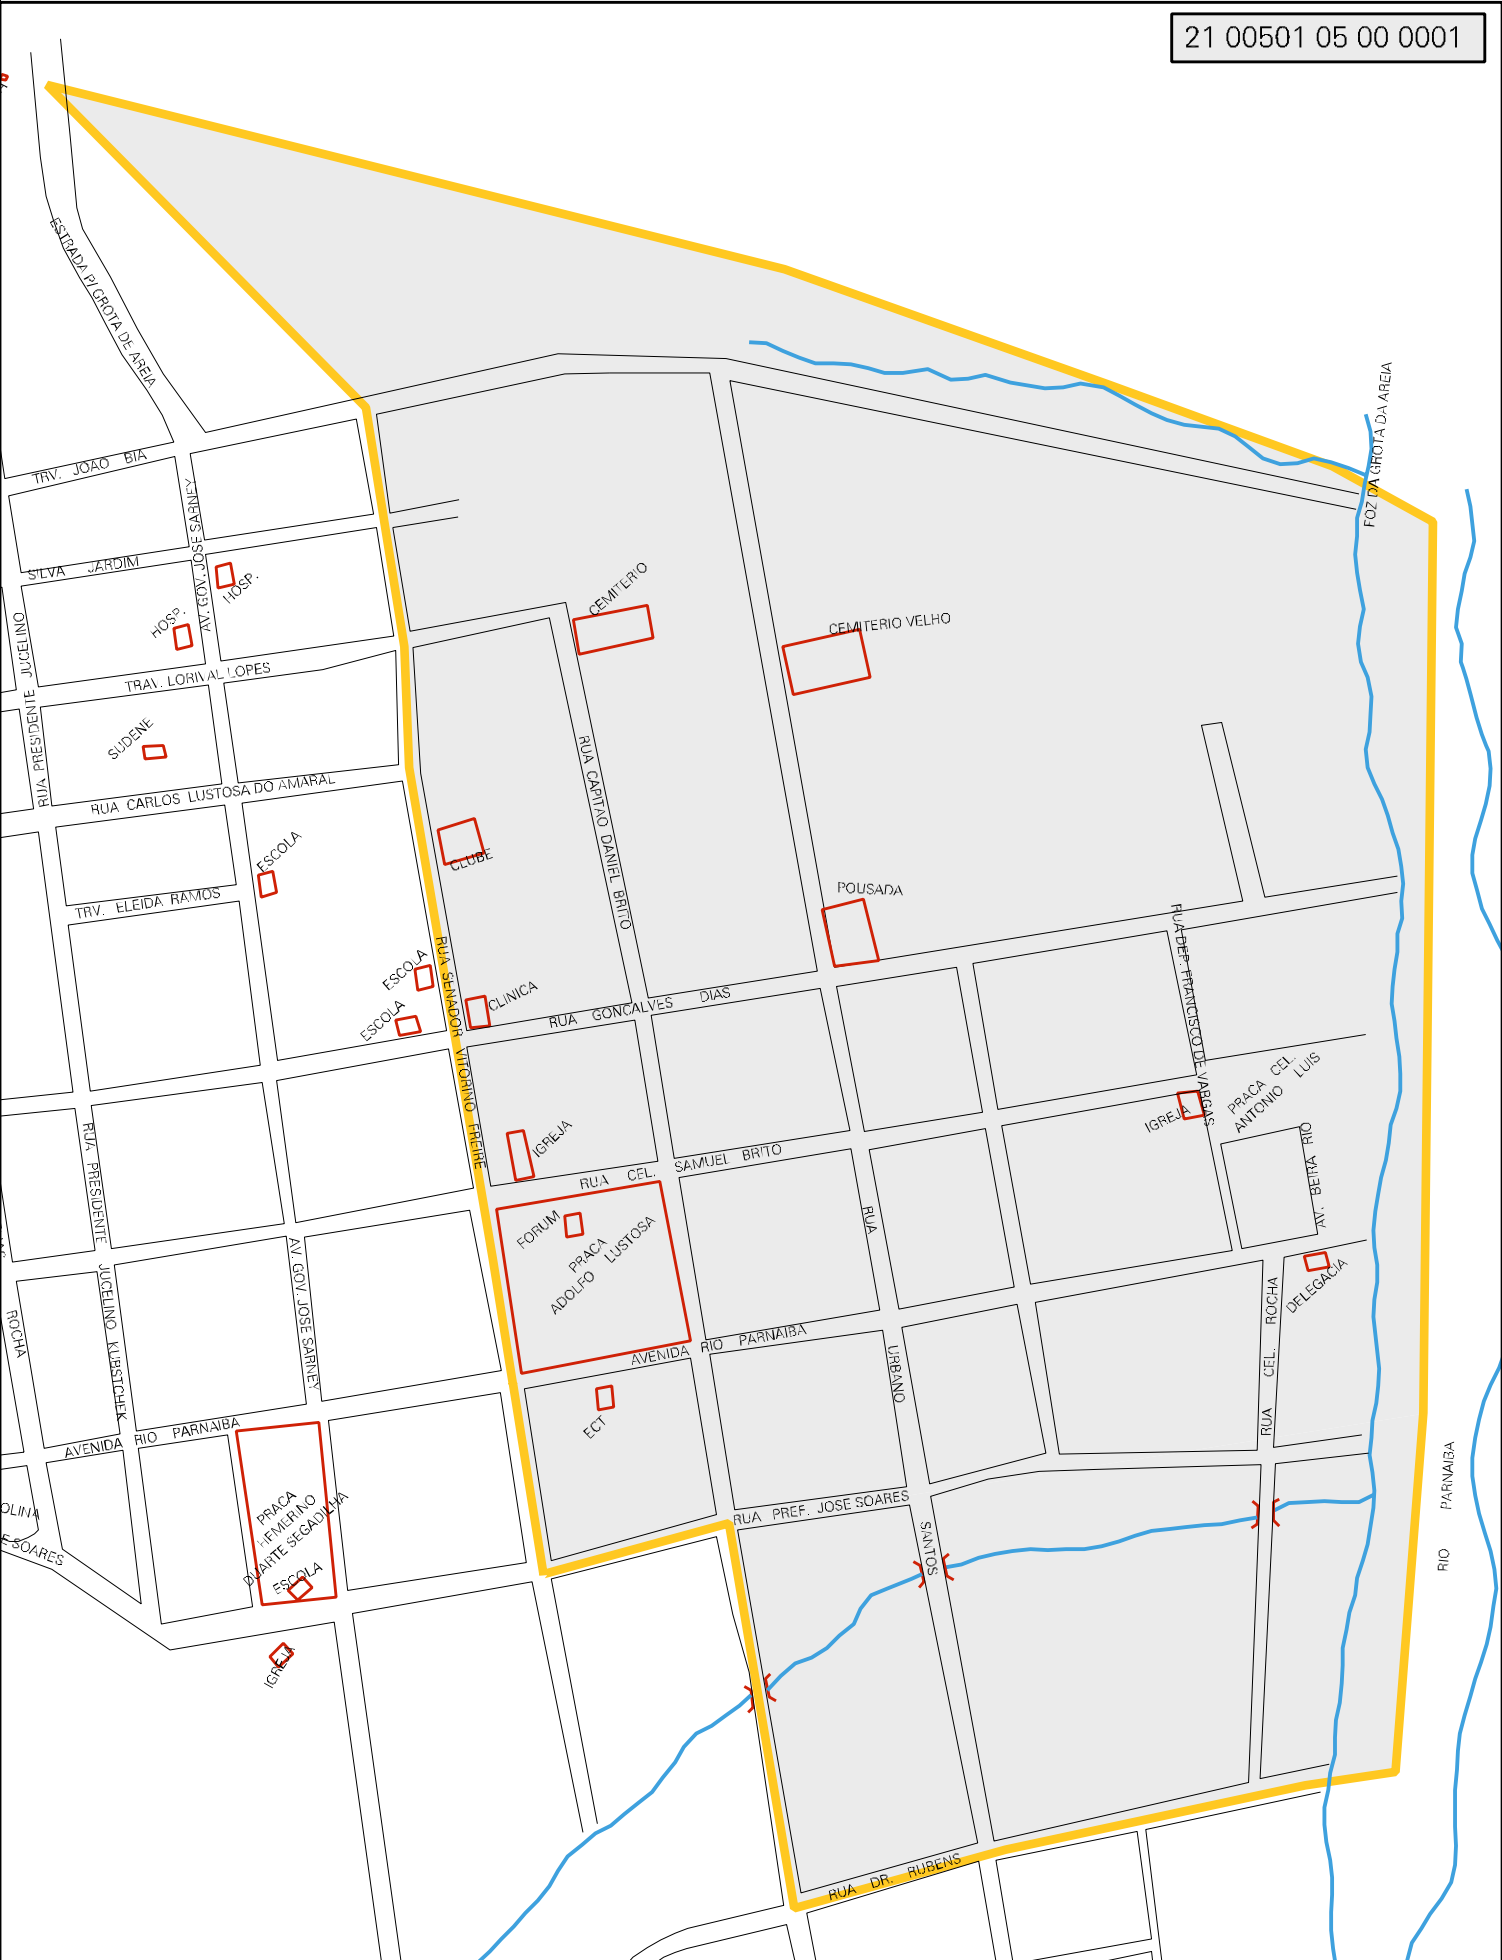 21 00501 05 00 0001
ESTRADA P/ GROTA DE AREIA
FOZ DA GROTA DA AREIA
TRV. JOAO BIA
AV. GOV. JOSE SARNEY
SILVA JARDIM
HOSP.
HOSP.
CEMITERIO
CEMITERIO VELHO
RUA PRESIDENTE JUCELINO
TRAV. LORIVAL LOPES
SUDENE
RUA CARLOS LUSTOSA DO AMARAL
RUA CAPITAO DANIEL BRITO
ESCOLA
CLUBE
TRV. ELEIDA RAMOS
POUSADA
RUA DEP. FRANCISCO DE VARGAS
ESCOLA
ESCOLA
RUA SENADOR VITORINO FREIRE
CLINICA
RUA GONCALVES DIAS
PRACA CEL.
ANTONIO LUIS
IGREJA
IGREJA
RUA PRESIDENTE JUCELINO KUBSTCHEK
RUA CEL. SAMUEL BRITO
AV. BEIRA RIO
FORUM
PRACA
ADOLFO LUSTOSA
RUA URBANO SANTOS
AV. GOV. JOSE SARNEY
DELEGACIA
RUA CEL. ROCHA
ROCHA
AVENIDA RIO PARNAIBA
AVENIDA RIO PARNAIBA
ECT
RIO PARNAIBA
OLINA
E SOARES
PRACA
HEMERINO
DUARTE SEGADILHA
ESCOLA
RUA PREF. JOSE SOARES
IGREJA
RUA DR. RUBENS